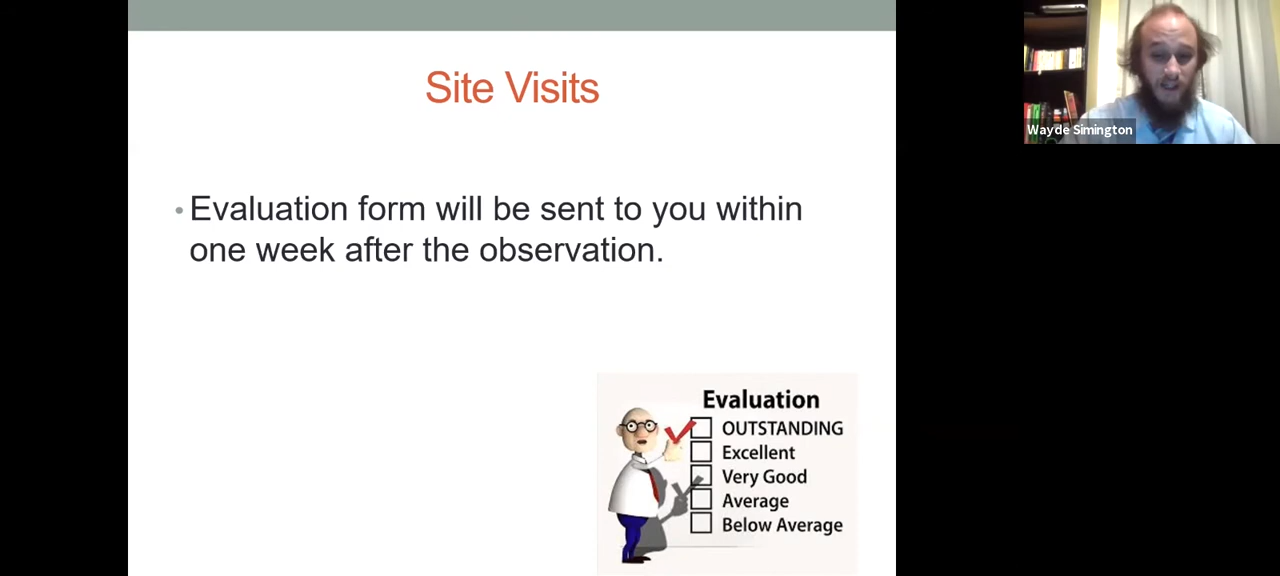 Site Visits
Wayde Simington
• Evaluation form will be sent to you within
one week after the observation.
Evaluation
OUTSTANDING
Excellent
Very Good
Average
Below Average